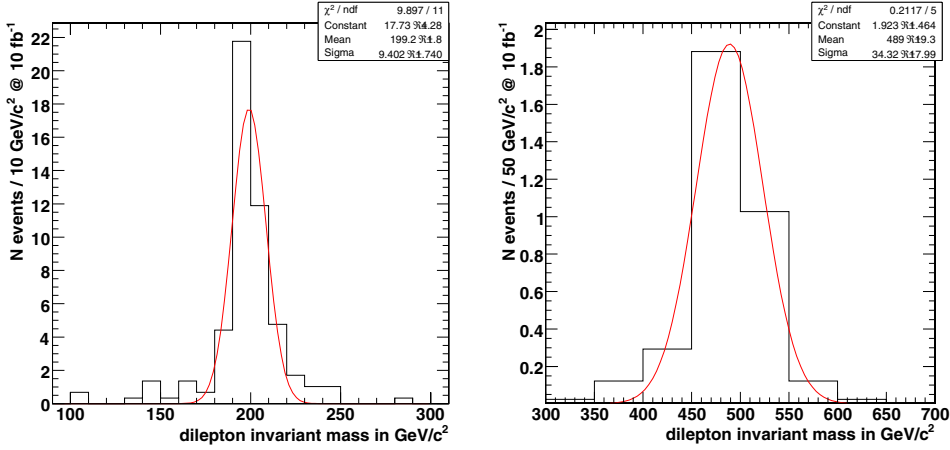 χ² / ndf 9.897 / 11
Constant 17.73 ℜ±4.28
Mean 199.2 ℜ±1.8
Sigma 9.402 ℜ±1.740
N events / 10 GeV/c² @ 10 fb⁻¹
22
20
18
16
14
12
10
8
6
4
2
0
100 150 200 250 300
dilepton invariant mass in GeV/c²
χ² / ndf 0.2117 / 5
Constant 1.923 ℜ±1.464
Mean 489 ℜ±19.3
Sigma 34.32 ℜ±17.99
N events / 50 GeV/c² @ 10 fb⁻¹
2
1.8
1.6
1.4
1.2
1
0.8
0.6
0.4
0.2
300 350 400 450 500 550 600 650 700
dilepton invariant mass in GeV/c²